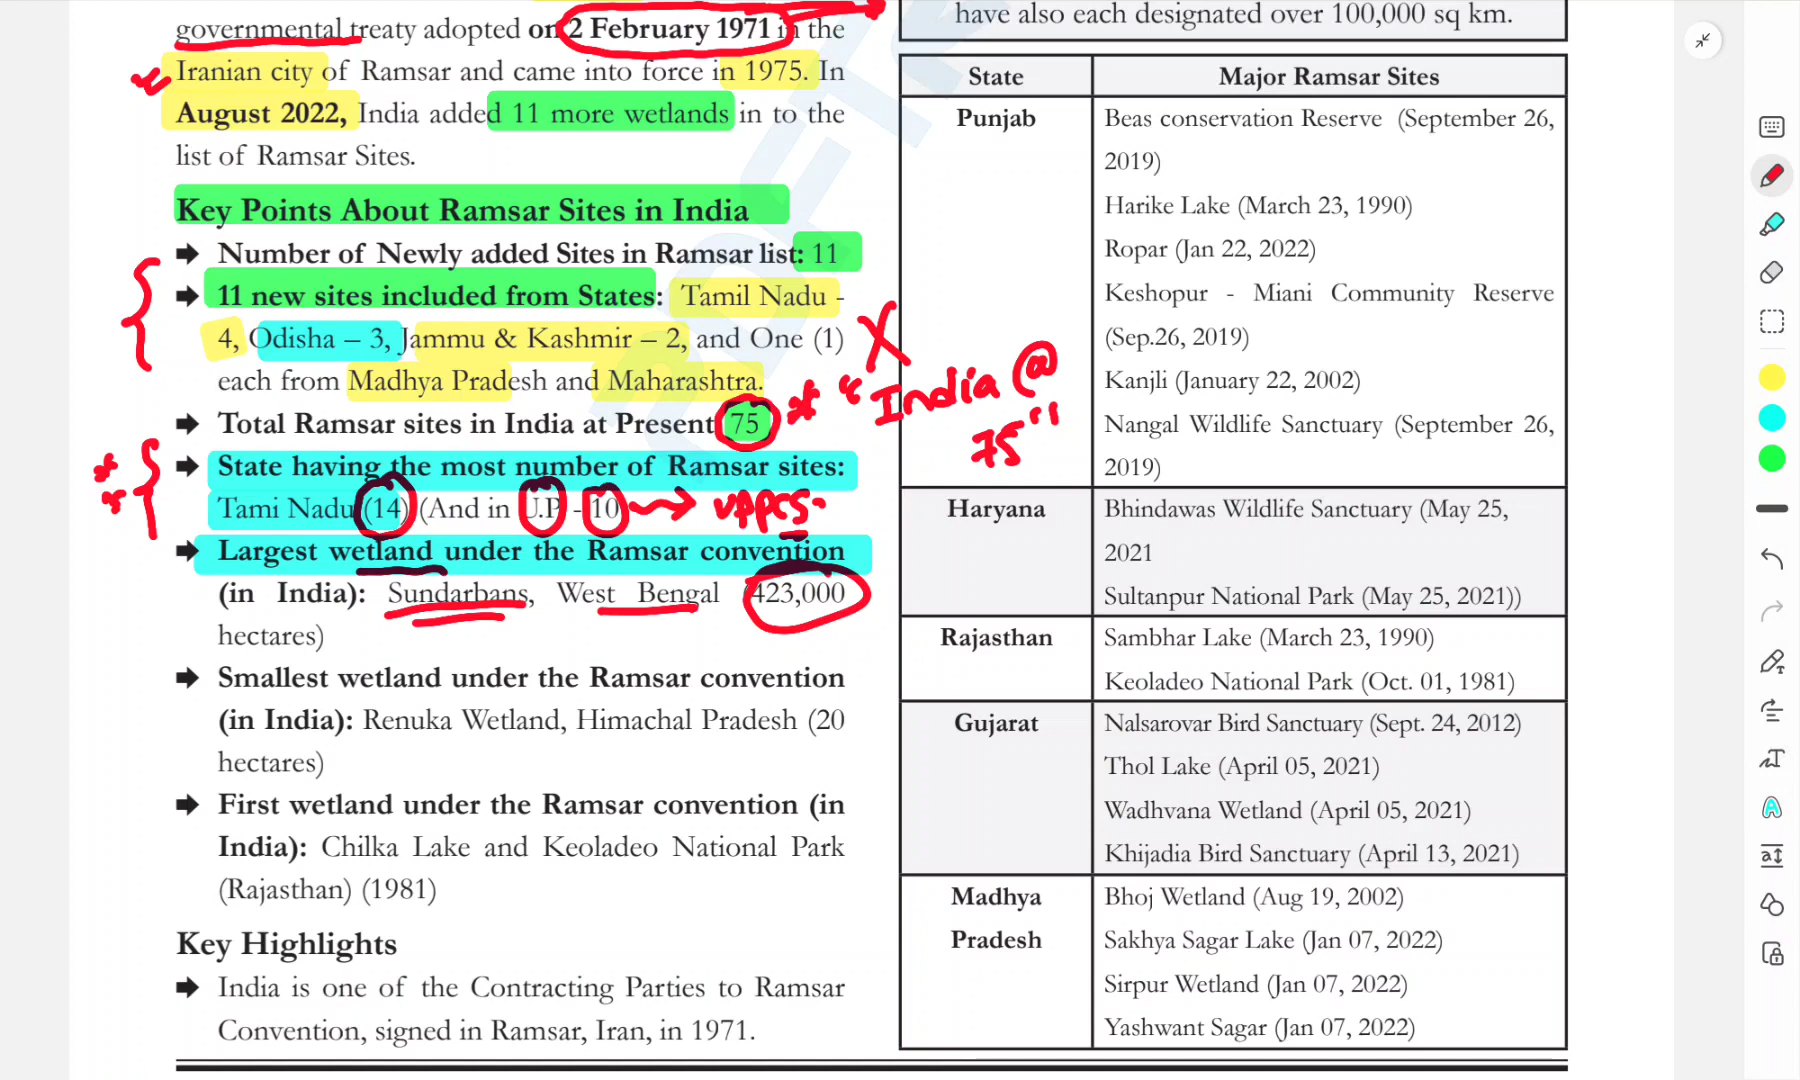 governmental treaty adopted on 2 February 1971 in the
Iranian city of Ramsar and came into force in 1975. In
August 2022, India added 11 more wetlands in to the
list of Ramsar Sites.
Key Points About Ramsar Sites in India
➡ Number of Newly added Sites in Ramsar list: 11
➡ 11 new sites included from States: Tamil Nadu -
4, Odisha – 3, Jammu & Kashmir – 2, and One (1)
each from Madhya Pradesh and Maharashtra.
➡ Total Ramsar sites in India at Present 75
"India @
75"
➡ State having the most number of Ramsar sites:
Tami Nadu (14) (And in U.P - 10
UPPCS
➡ Largest wetland under the Ramsar convention
(in India): Sundarbans, West Bengal (423,000
hectares)
➡ Smallest wetland under the Ramsar convention
(in India): Renuka Wetland, Himachal Pradesh (20
hectares)
➡ First wetland under the Ramsar convention (in
India): Chilka Lake and Keoladeo National Park
(Rajasthan) (1981)
Key Highlights
➡ India is one of the Contracting Parties to Ramsar
Convention, signed in Ramsar, Iran, in 1971.
have also each designated over 100,000 sq km.
State Major Ramsar Sites
Punjab Beas conservation Reserve (September 26,
2019)
Harike Lake (March 23, 1990)
Ropar (Jan 22, 2022)
Keshopur - Miani Community Reserve
(Sep.26, 2019)
Kanjli (January 22, 2002)
Nangal Wildlife Sanctuary (September 26,
2019)
Haryana Bhindawas Wildlife Sanctuary (May 25,
2021
Sultanpur National Park (May 25, 2021))
Rajasthan Sambhar Lake (March 23, 1990)
Keoladeo National Park (Oct. 01, 1981)
Gujarat Nalsarovar Bird Sanctuary (Sept. 24, 2012)
Thol Lake (April 05, 2021)
Wadhvana Wetland (April 05, 2021)
Khijadia Bird Sanctuary (April 13, 2021)
Madhya Bhoj Wetland (Aug 19, 2002)
Pradesh Sakhya Sagar Lake (Jan 07, 2022)
Sirpur Wetland (Jan 07, 2022)
Yashwant Sagar (Jan 07, 2022)